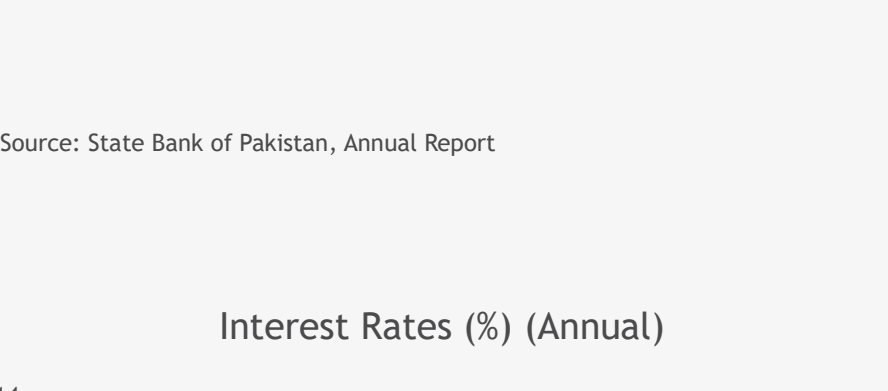 Source: State Bank of Pakistan, Annual Report
Interest Rates (%) (Annual)